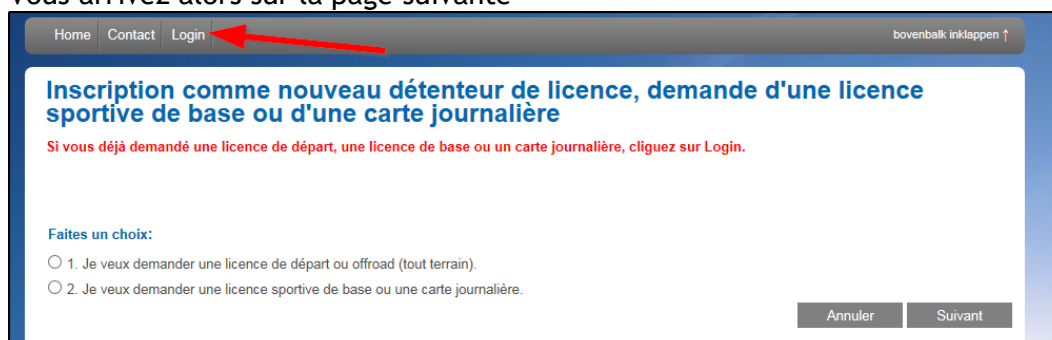 Vous arrivez alors sur la page suivante
Home Contact Login bovenbalk inklappen ↑
Inscription comme nouveau détenteur de licence, demande d'une licence
sportive de base ou d'une carte journalière
Si vous déjà demandé une licence de départ, une licence de base ou un carte journalière, cliquez sur Login.
Faites un choix:
1. Je veux demander une licence de départ ou offroad (tout terrain).
2. Je veux demander une licence sportive de base ou une carte journalière.
Annuler Suivant